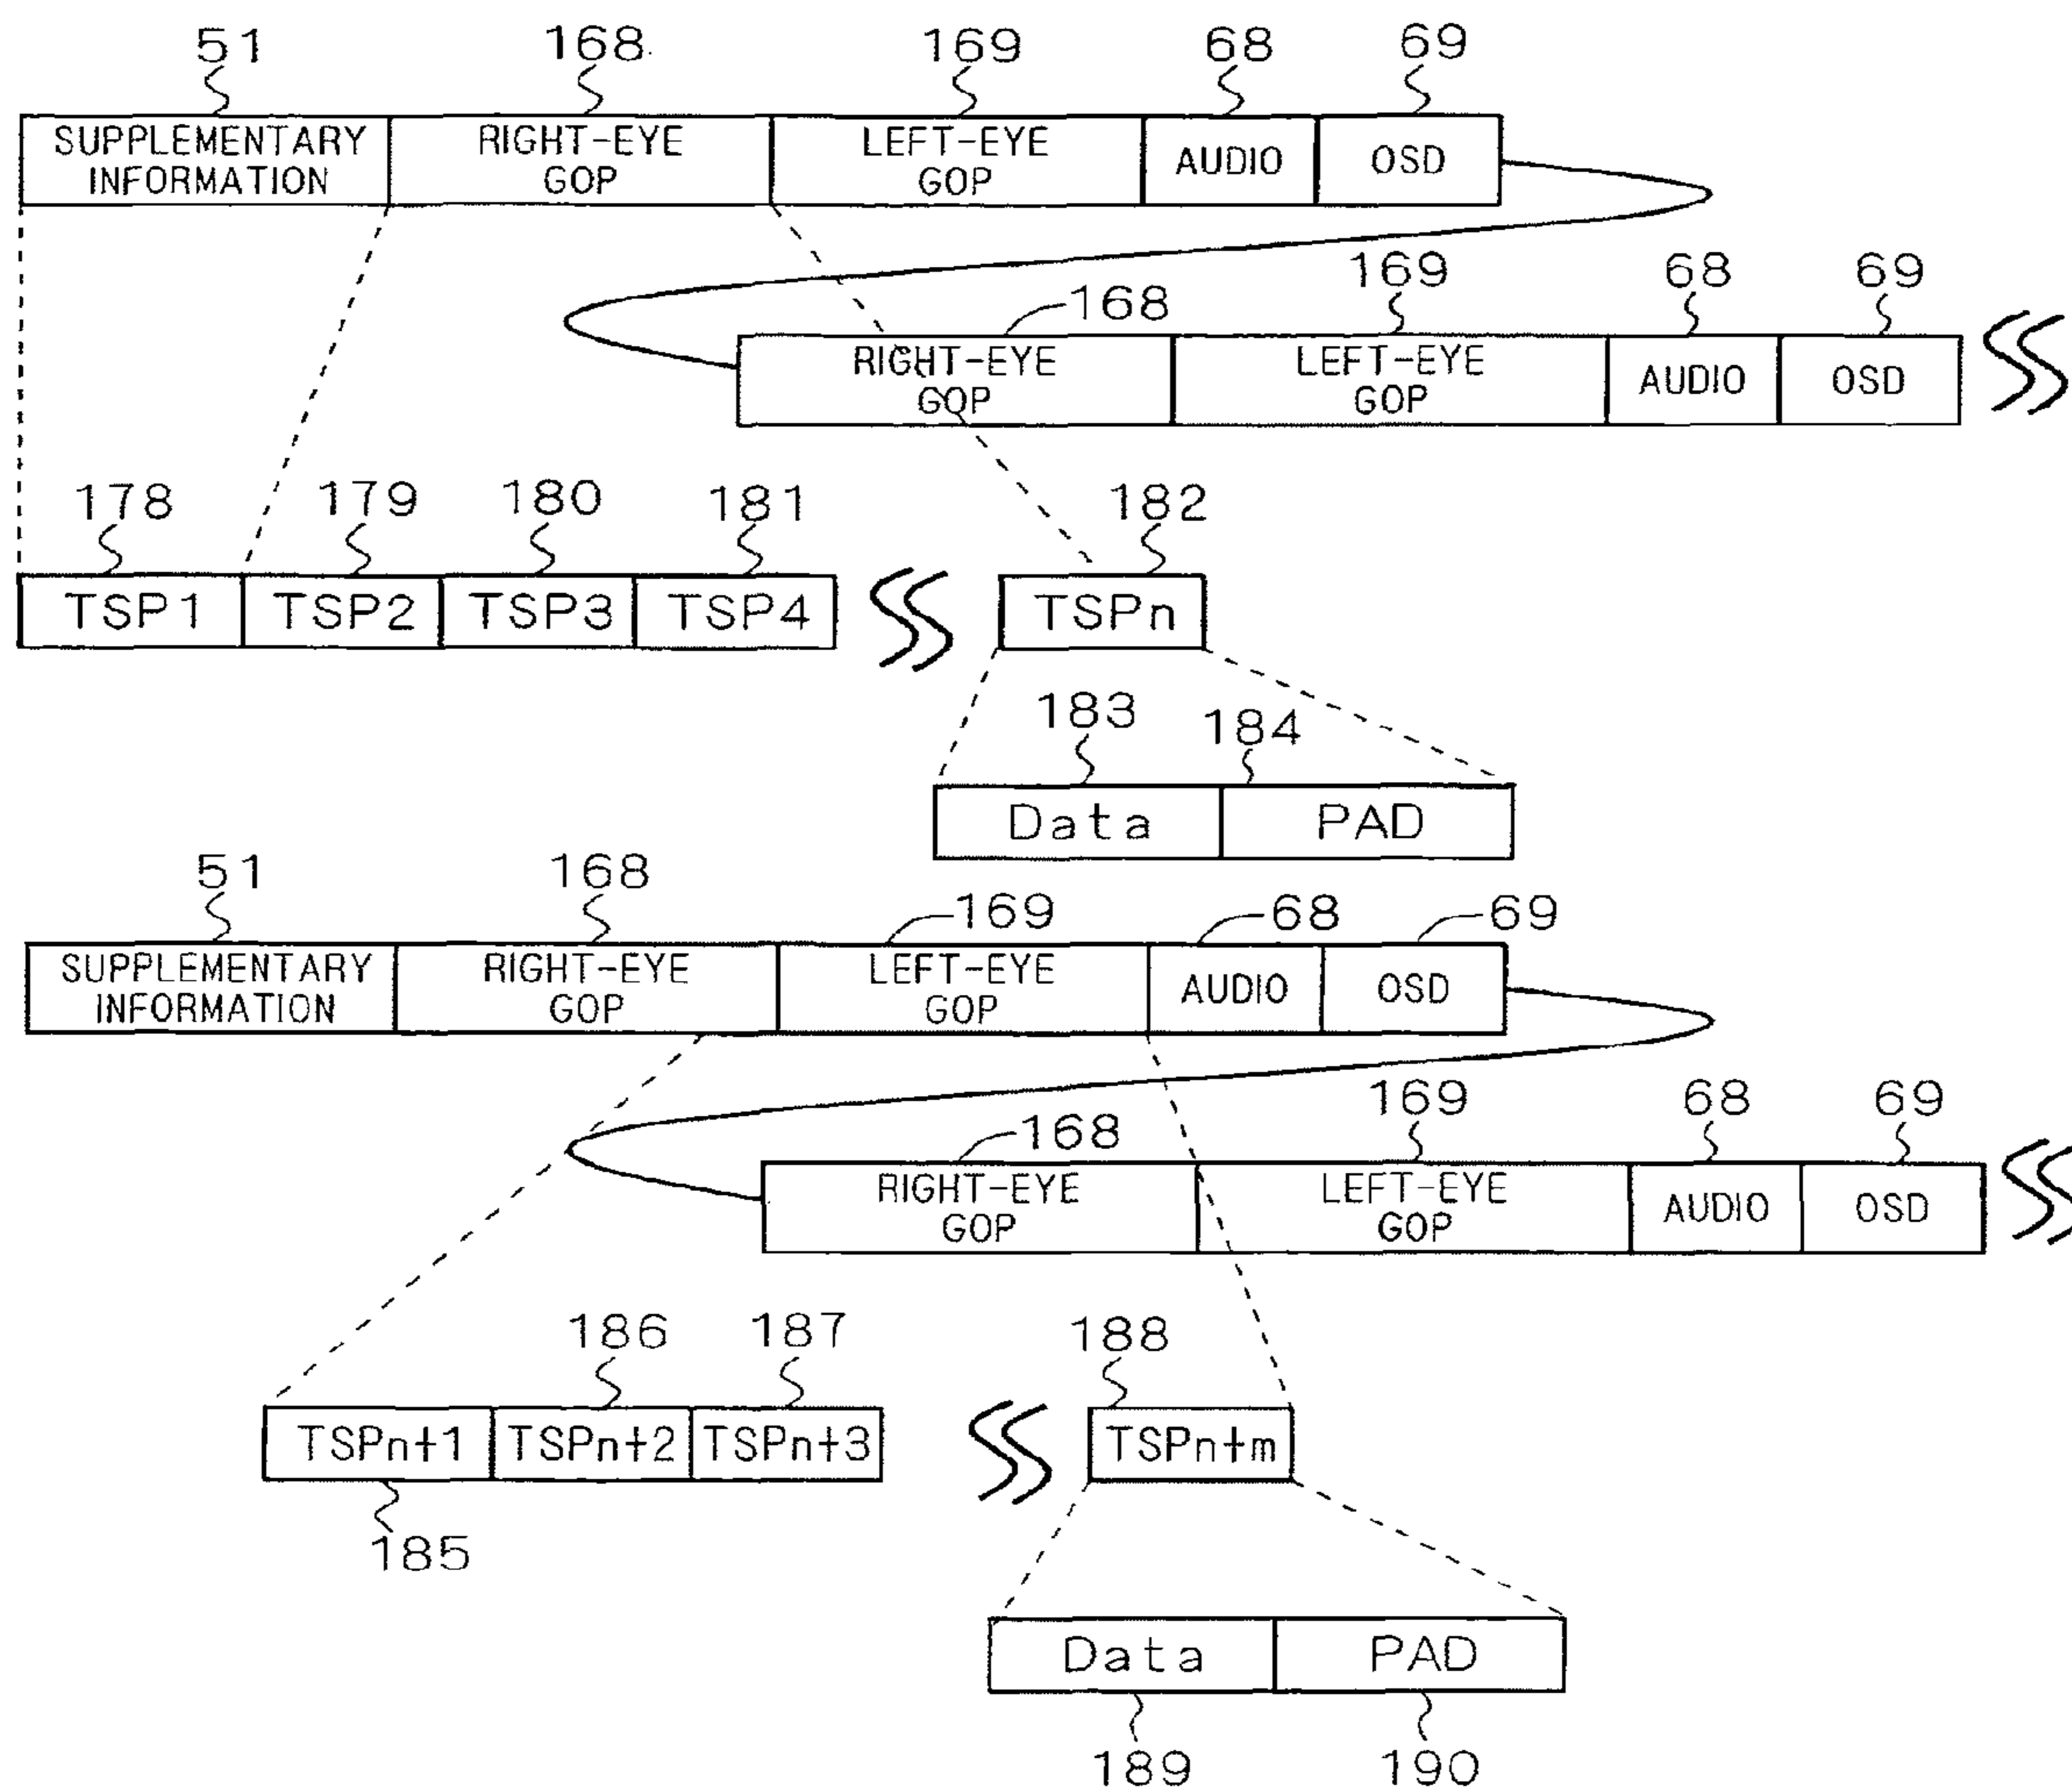 51 168 169 68 69
SUPPLEMENTARY INFORMATION RIGHT-EYE GOP LEFT-EYE GOP AUDIO OSD
168 169 68 69
RIGHT-EYE GOP LEFT-EYE GOP AUDIO OSD
178 179 180 181 182
TSP1 TSP2 TSP3 TSP4 TSPn
183 184
Data PAD
51 168 169 68 69
SUPPLEMENTARY INFORMATION RIGHT-EYE GOP LEFT-EYE GOP AUDIO OSD
168 169 68 69
RIGHT-EYE GOP LEFT-EYE GOP AUDIO OSD
186 187 188
TSPn+1 TSPn+2 TSPn+3 TSPn+m
185
Data PAD
189 190